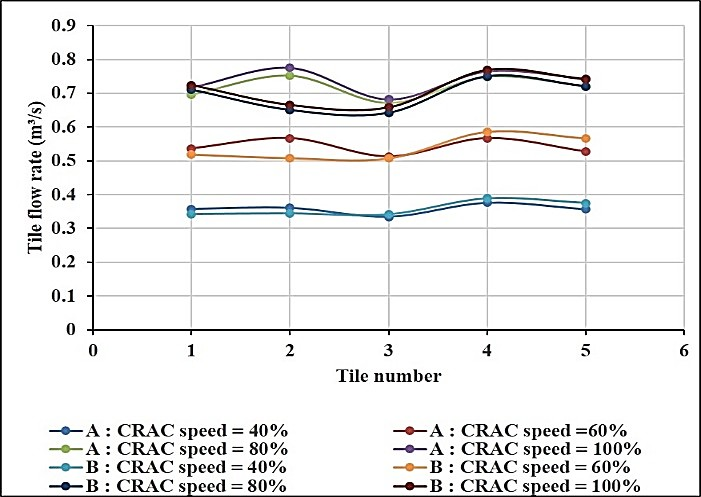 0.9
0.8
0.7
0.6
0.5
0.4
0.3
0.2
0.1
0
Tile flow rate (m³/s)
0 1 2 3 4 5 6
Tile number
A : CRAC speed = 40% A : CRAC speed =60%
A : CRAC speed = 80% A : CRAC speed = 100%
B : CRAC speed = 40% B : CRAC speed = 60%
B : CRAC speed = 80% B : CRAC speed = 100%